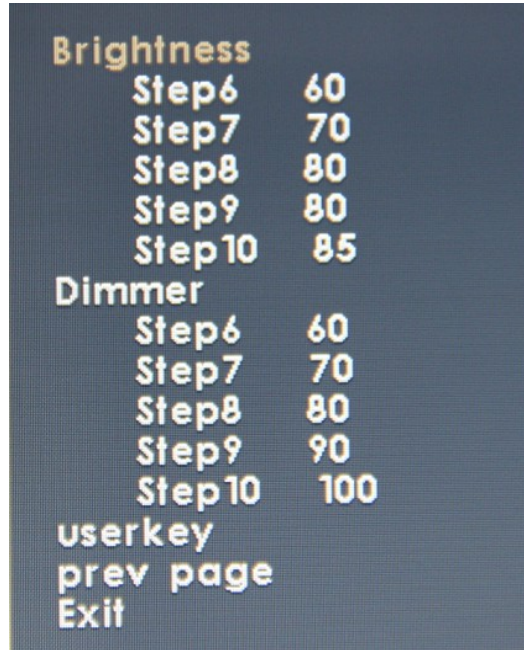 Brightness
Step6 60
Step7 70
Step8 80
Step9 80
Step10 85
Dimmer
Step6 60
Step7 70
Step8 80
Step9 90
Step10 100
userkey
prev page
Exit